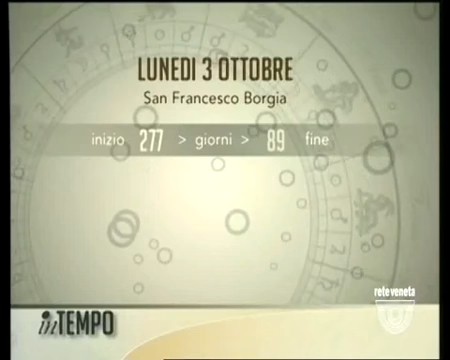 LUNEDI 3 OTTOBRE
San Francesco Borgia
inizio 277 > giorni > 89 fine
reteveneta
inTEMPO